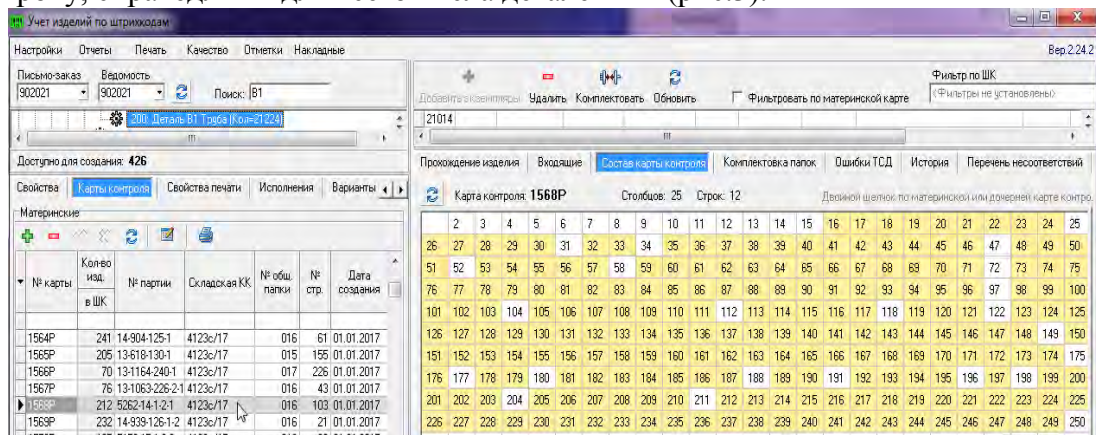 Учет изделий по штрихкодам
Настройки Отчеты Печать Качество Отметки Накладные Вер.2.24.2
Письмо-заказ Ведомость
902021 902021 Поиск: B1
200, Деталь B1 Труба (Кол=21224)
Доступно для создания: 426
Свойства Карты контроля Свойства печати Исполнения Варианты
Материнские
№ карты Кол-во изд. в ШК № партии Складская КК № общ. папки № стр. Дата создания
1564Р 241 14-904-125-1 4123с/17 016 61 01.01.2017
1565Р 205 13-618-130-1 4123с/17 015 155 01.01.2017
1566Р 70 13-1164-240-1 4123с/17 017 226 01.01.2017
1567Р 76 13-1063-226-2-1 4123с/17 016 43 01.01.2017
1568Р 212 5262-14-1-2-1 4123с/17 016 103 01.01.2017
1569Р 232 14-939-126-1-2 4123с/17 016 21 01.01.2017
Добавить экземпляры Удалить Комплектовать Обновить Фильтровать по материнской карте
Фильтр по ШК
(Фильтры не установлены)
21014
Прохождение изделия Входящие Состав карты контроля Комплектовка папок Ошибки ТСД История Перечень несоответствий
Карта контроля: 1568Р Столбцов: 25 Строк: 12 Двойной щелчок по материнской или дочерней карте контро
2 3 4 5 6 7 8 9 10 11 12 13 14 15 16 17 18 19 20 21 22 23 24 25
26 27 28 29 30 31 32 33 34 35 36 37 38 39 40 41 42 43 44 45 46 47 48 49 50
51 52 53 54 55 56 57 58 59 60 61 62 63 64 65 66 67 68 69 70 71 72 73 74 75
76 77 78 79 80 81 82 83 84 85 86 87 88 89 90 91 92 93 94 95 96 97 98 99 100
101 102 103 104 105 106 107 108 109 110 111 112 113 114 115 116 117 118 119 120 121 122 123 124 125
126 127 128 129 130 131 132 133 134 135 136 137 138 139 140 141 142 143 144 145 146 147 148 149 150
151 152 153 154 155 156 157 158 159 160 161 162 163 164 165 166 167 168 169 170 171 172 173 174 175
176 177 178 179 180 181 182 183 184 185 186 187 188 189 190 191 192 193 194 195 196 197 198 199 200
201 202 203 204 205 206 207 208 209 210 211 212 213 214 215 216 217 218 219 220 221 222 223 224 225
226 227 228 229 230 231 232 233 234 235 236 237 238 239 240 241 242 243 244 245 246 247 248 249 250